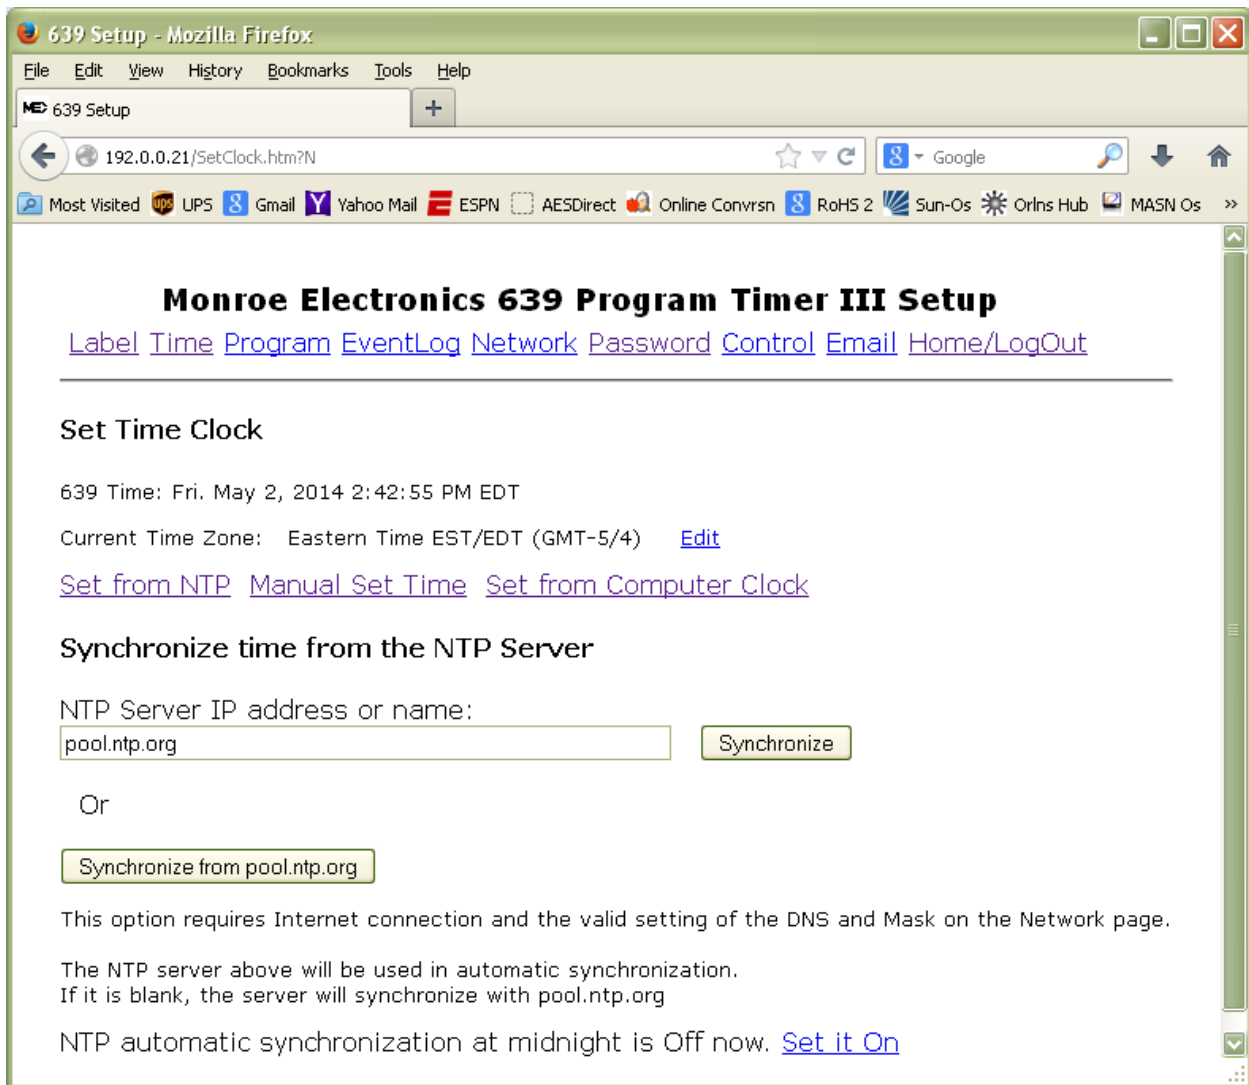 639 Setup - Mozilla Firefox
File Edit View History Bookmarks Tools Help
639 Setup +
192.0.0.21/SetClock.htm?N 8 Google
Most Visited ups UPS 8 Gmail Y Yahoo Mail E ESPN AESDirect Online Convrsn 8 RoHS 2 Sun-Os Orlns Hub MASN Os »
Monroe Electronics 639 Program Timer III Setup
Label Time Program EventLog Network Password Control Email Home/LogOut
Set Time Clock
639 Time: Fri. May 2, 2014 2:42:55 PM EDT
Current Time Zone: Eastern Time EST/EDT (GMT-5/4) Edit
Set from NTP Manual Set Time Set from Computer Clock
Synchronize time from the NTP Server
NTP Server IP address or name:
pool.ntp.org Synchronize
Or
Synchronize from pool.ntp.org
This option requires Internet connection and the valid setting of the DNS and Mask on the Network page.
The NTP server above will be used in automatic synchronization.
If it is blank, the server will synchronize with pool.ntp.org
NTP automatic synchronization at midnight is Off now. Set it On